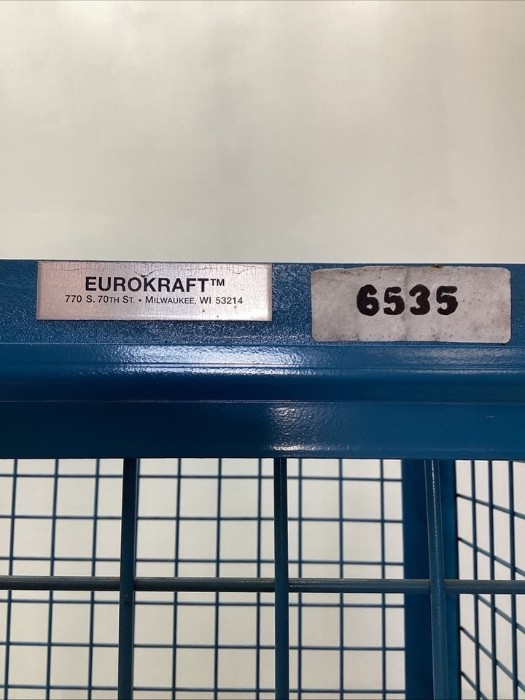 EUROKRAFT™
770 S. 70TH ST. • MILWAUKEE, WI 53214
6535